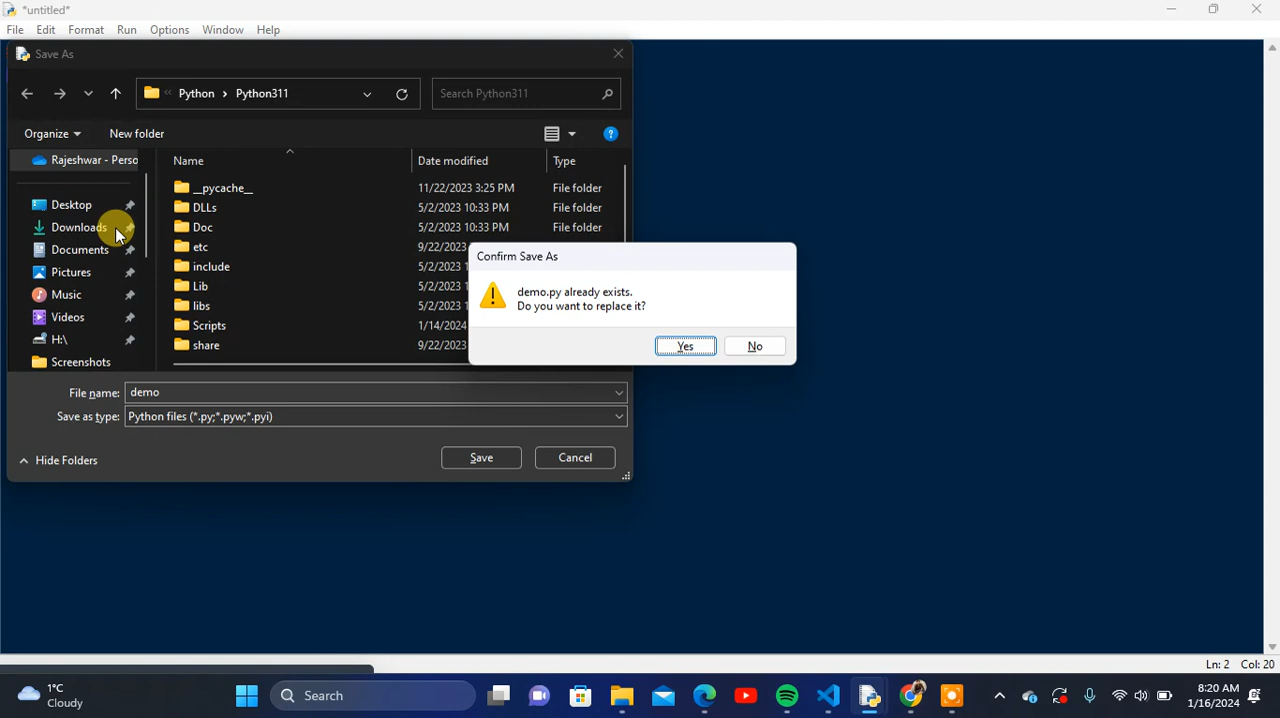 *untitled*
File Edit Format Run Options Window Help
Save As
« Python › Python311
Search Python311
Organize New folder
Rajeshwar - Perso
Desktop
Downloads
Documents
Pictures
Music
Videos
H:\
Screenshots
Name Date modified Type
__pycache__ 11/22/2023 3:25 PM File folder
DLLs 5/2/2023 10:33 PM File folder
Doc 5/2/2023 10:33 PM File folder
etc 9/22/2023
include 5/2/2023 1
Lib 5/2/2023 1
libs 5/2/2023 1
Scripts 1/14/2024
share 9/22/2023
Confirm Save As
demo.py already exists.
Do you want to replace it?
Yes No
File name: demo
Save as type: Python files (*.py;*.pyw;*.pyi)
Hide Folders Save Cancel
Ln: 2 Col: 20
1°C
Cloudy
Search
8:20 AM
1/16/2024